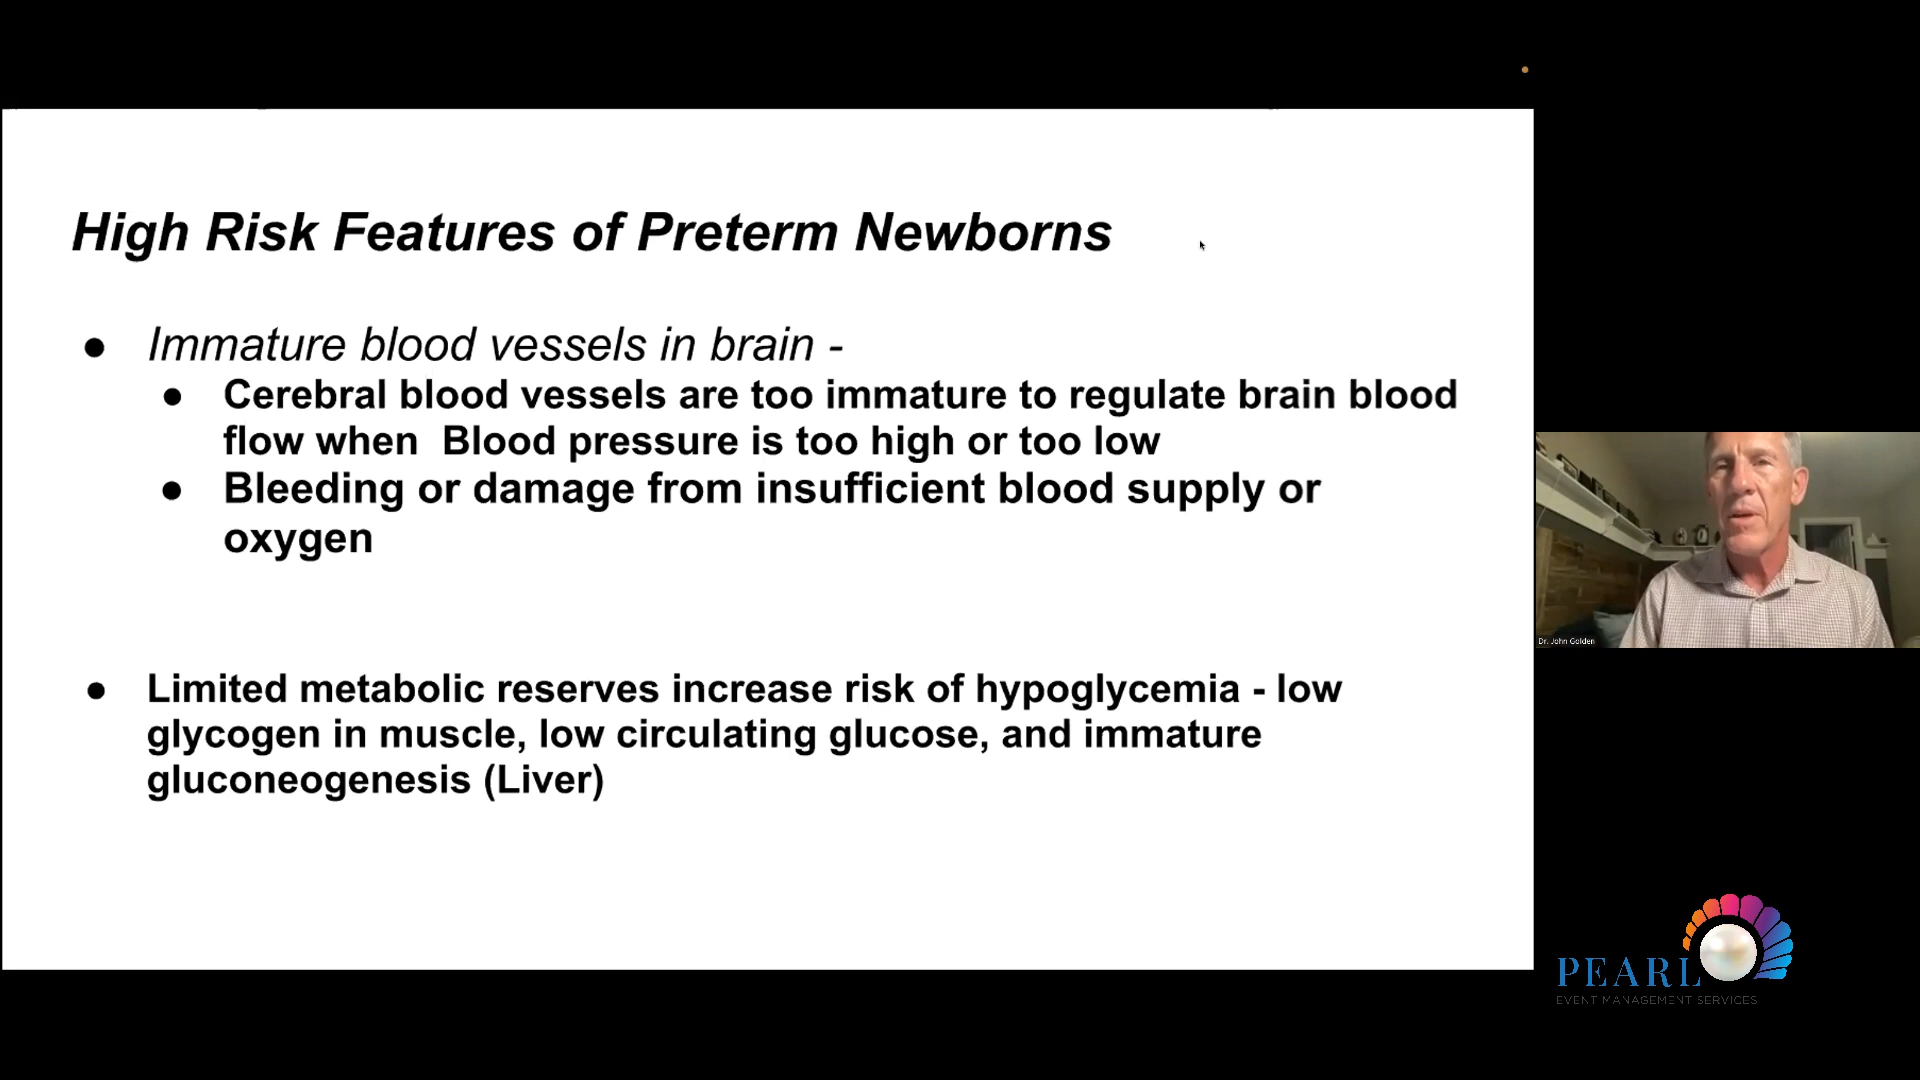 High Risk Features of Preterm Newborns
● Immature blood vessels in brain -
● Cerebral blood vessels are too immature to regulate brain blood
flow when  Blood pressure is too high or too low
● Bleeding or damage from insufficient blood supply or
oxygen
● Limited metabolic reserves increase risk of hypoglycemia - low
glycogen in muscle, low circulating glucose, and immature
gluconeogenesis (Liver)
Dr. John Golden
PEARL
EVENT MANAGEMENT SERVICES